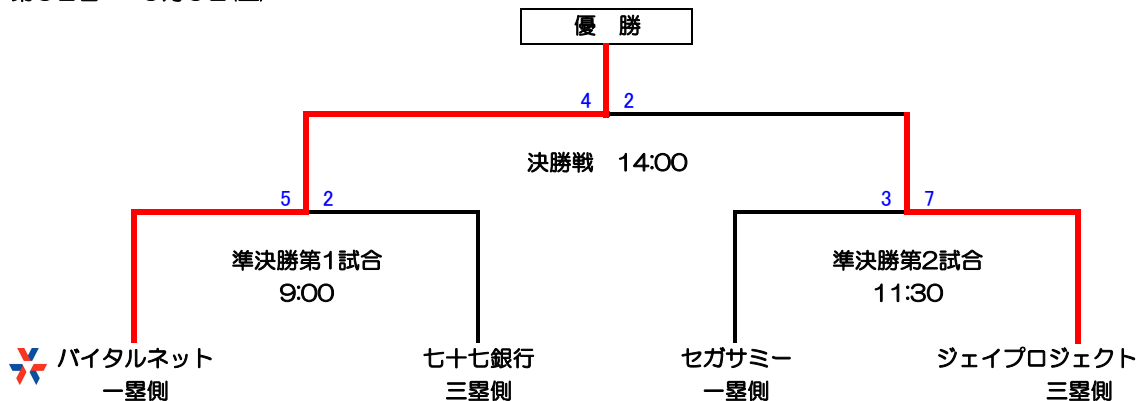 優 勝
4 2
決勝戦 14:00
5 2 3 7
準決勝第1試合 準決勝第2試合
9:00 11:30
バイタルネット 七十七銀行 セガサミー ジェイプロジェクト
一塁側 三塁側 一塁側 三塁側